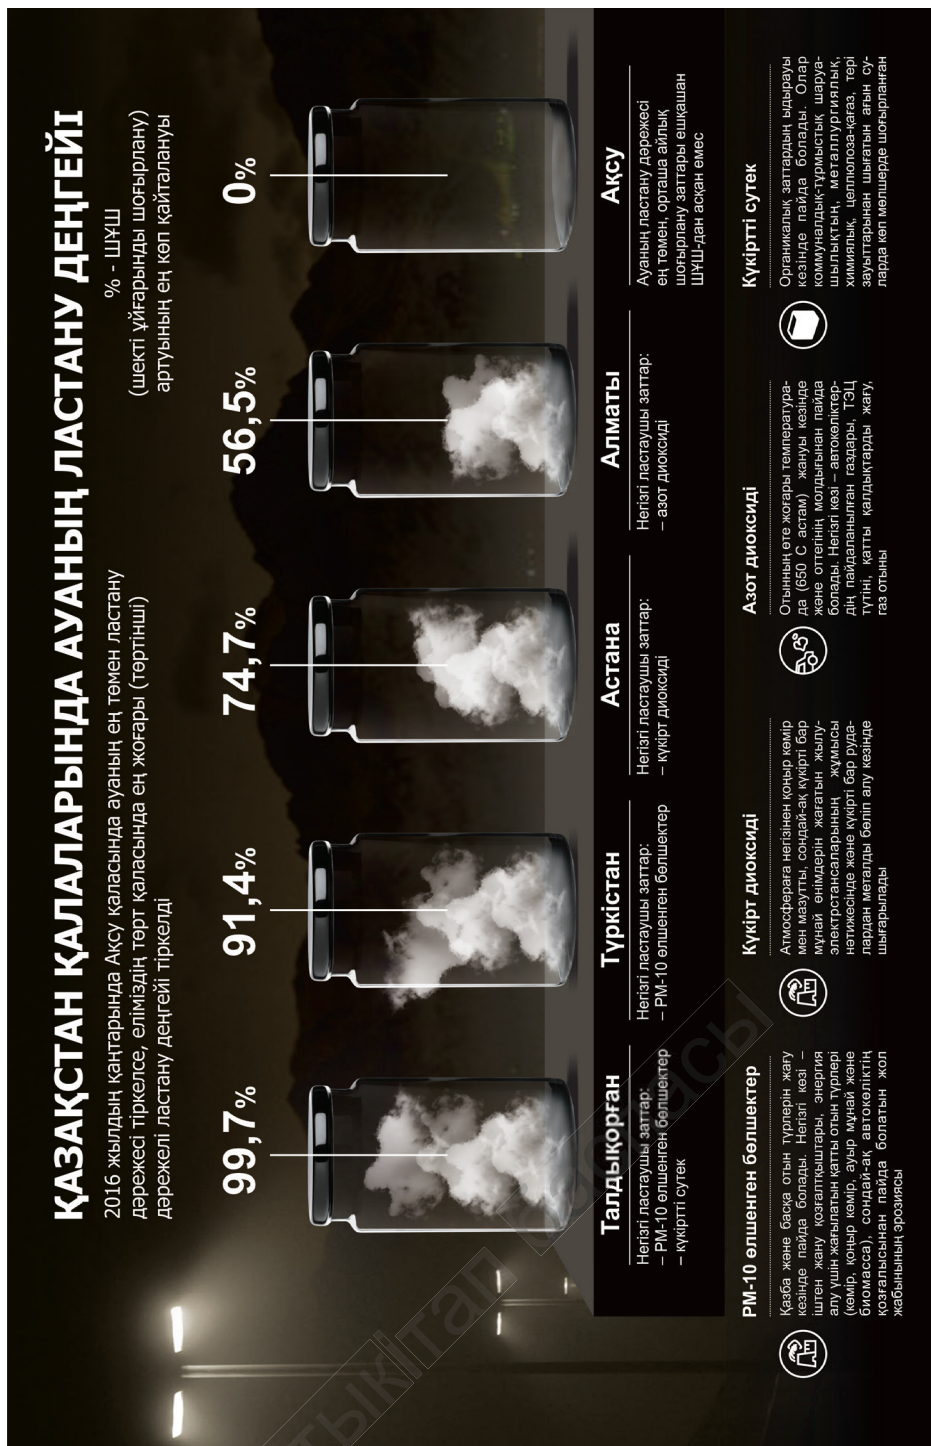 ҚАЗАҚСТАН ҚАЛАЛАРЫНДА АУАНЫҢ ЛАСТАНУ ДЕҢГЕЙІ
2016 жылдың қаңтарында Ақсу қаласында ауаның ең төмен ластану
дәрежесі тіркелсе, еліміздің төрт қаласында ең жоғары (төртінші)
дәрежелі ластану деңгейі тіркелді
% - ШҰШ
(шекті ұйғарынды шоғырлану)
артуының ең көп қайталануы
99,7%
91,4%
74,7%
56,5%
0%
Талдықорған
Негізгі ластаушы заттар:
– РМ-10 өлшенген бөлшектер
– күкіртті сутек
Түркістан
Негізгі ластаушы заттар:
– РМ-10 өлшенген бөлшектер
Астана
Негізгі ластаушы заттар:
– күкірт диоксиді
Алматы
Негізгі ластаушы заттар:
– азот диоксиді
Ақсу
Ауаның ластану дәрежесі
ең төмен, орташа айлық
шоғырлану заттары ешқашан
ШҰШ-дан асқан емес
РМ-10 өлшенген бөлшектер
Қазба және басқа отын түрлерін жағу
кезінде пайда болады. Негізгі көзі –
іштен жану қозғалтқыштары, энергия
алу үшін жағылатын қатты отын түрлері
(көмір, қоңыр көмір, ауыр мұнай және
биомасса), сондай-ақ автокөліктің
қозғалысынан пайда болатын жол
жабынының эрозиясы
Күкірт диоксиді
Атмосфераға негізінен қоңыр көмір
мен мазутты, сондай-ақ күкірті бар
мұнай өнімдерін жағатын жылу-
электрстансаларының жұмысы
нәтижесінде және күкірті бар руда-
лардан металды бөліп алу кезінде
шығарылады
Азот диоксиді
Отынның өте жоғары температура-
да (650 С астам) жануы кезінде
және оттегінің молдығынан пайда
болады. Негізгі көзі – автокөліктер-
дің пайдаланылған газдары, ТЭЦ
түтіні, қатты қалдықтарды жағу,
газ отыны
Күкіртті сутек
Органикалық заттардың ыдырауы
кезінде пайда болады. Олар
коммуналдық-тұрмыстық шаруа-
шылықтың, металлургиялық,
химиялық, целлюлоза-қағаз, тері
зауыттарынан шығатын ағын су-
ларда көп мөлшерде шоғырланған